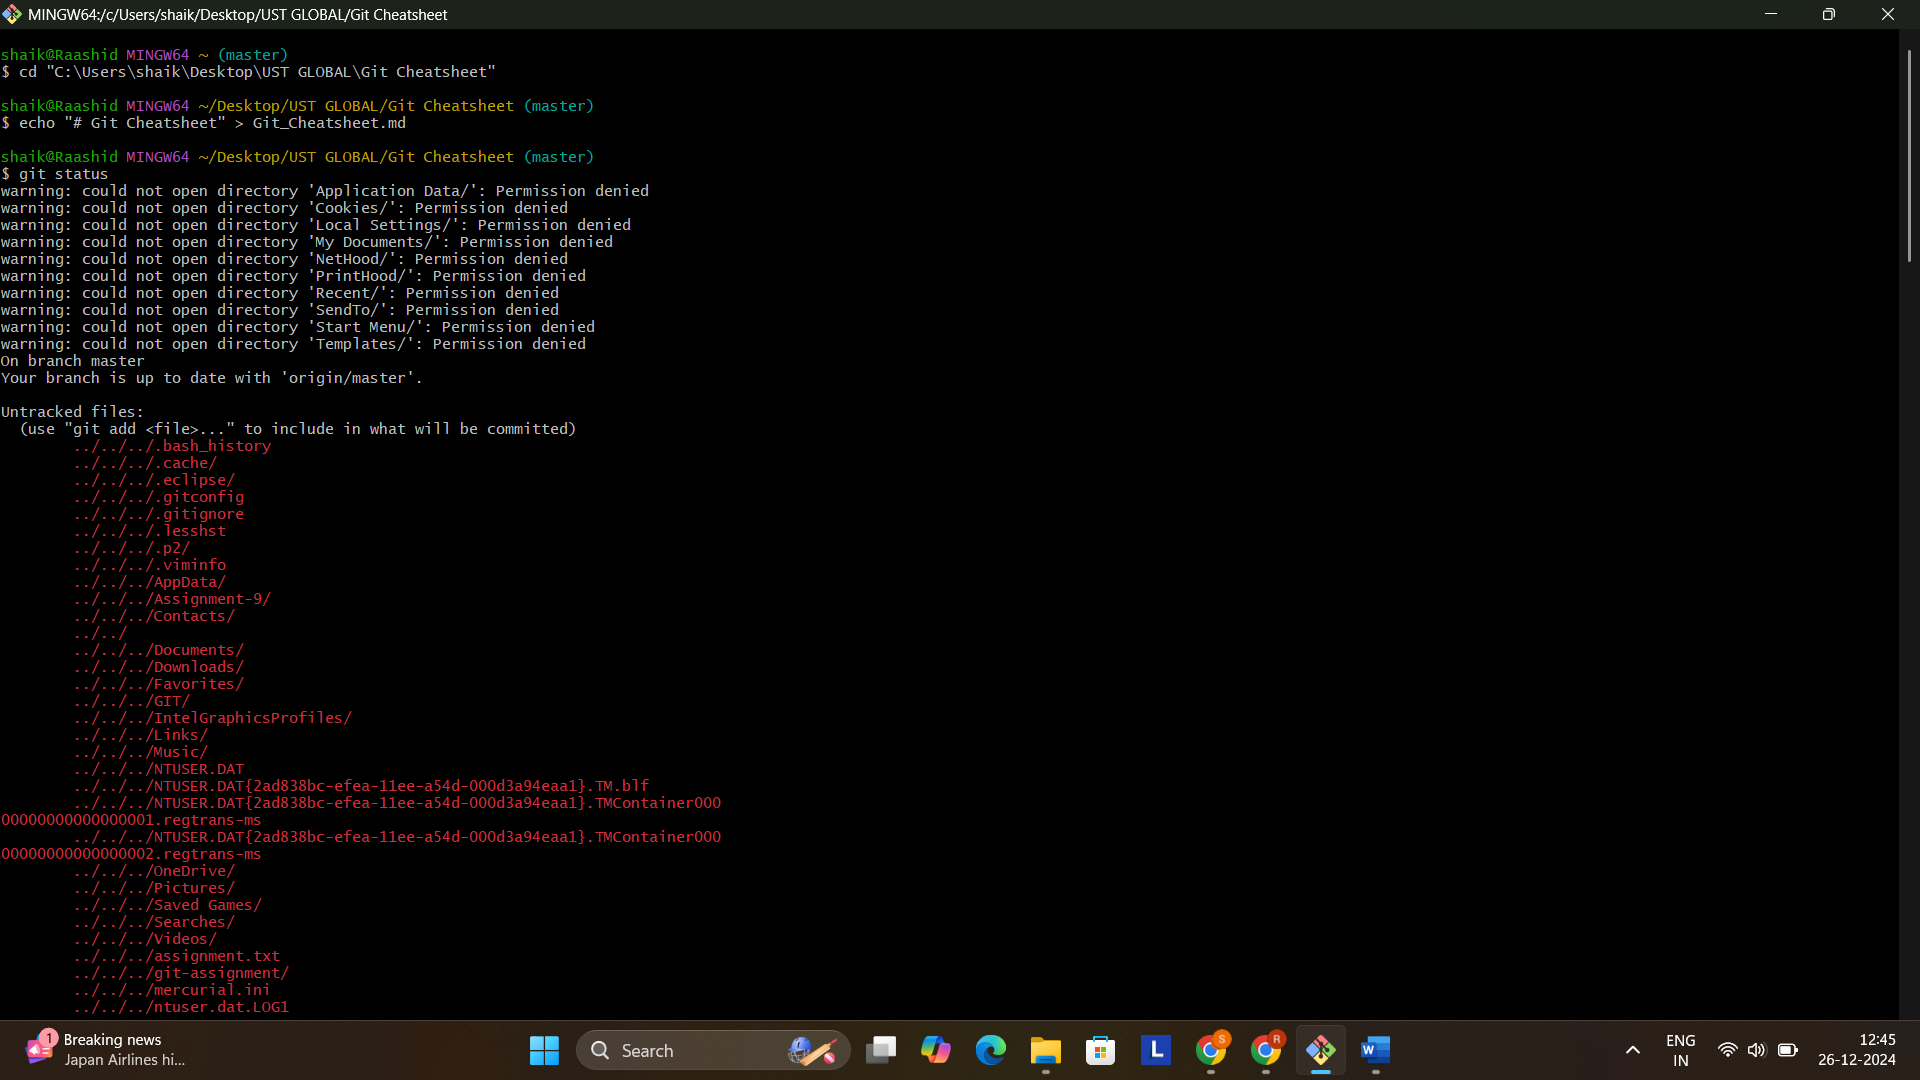 MINGW64:/c/Users/shaik/Desktop/UST GLOBAL/Git Cheatsheet
shaik@Raashid MINGW64 ~ (master)
$ cd "C:\Users\shaik\Desktop\UST GLOBAL\Git Cheatsheet"
shaik@Raashid MINGW64 ~/Desktop/UST GLOBAL/Git Cheatsheet (master)
$ echo "# Git Cheatsheet" > Git_Cheatsheet.md
shaik@Raashid MINGW64 ~/Desktop/UST GLOBAL/Git Cheatsheet (master)
$ git status
warning: could not open directory 'Application Data/': Permission denied
warning: could not open directory 'Cookies/': Permission denied
warning: could not open directory 'Local Settings/': Permission denied
warning: could not open directory 'My Documents/': Permission denied
warning: could not open directory 'NetHood/': Permission denied
warning: could not open directory 'PrintHood/': Permission denied
warning: could not open directory 'Recent/': Permission denied
warning: could not open directory 'SendTo/': Permission denied
warning: could not open directory 'Start Menu/': Permission denied
warning: could not open directory 'Templates/': Permission denied
On branch master
Your branch is up to date with 'origin/master'.
Untracked files:
  (use "git add <file>..." to include in what will be committed)
        ../../../.bash_history
        ../../../.cache/
        ../../../.eclipse/
        ../../../.gitconfig
        ../../../.gitignore
        ../../../.lesshst
        ../../../.p2/
        ../../../.viminfo
        ../../../AppData/
        ../../../Assignment-9/
        ../../../Contacts/
        ../../
        ../../../Documents/
        ../../../Downloads/
        ../../../Favorites/
        ../../../GIT/
        ../../../IntelGraphicsProfiles/
        ../../../Links/
        ../../../Music/
        ../../../NTUSER.DAT
        ../../../NTUSER.DAT{2ad838bc-efea-11ee-a54d-000d3a94eaa1}.TM.blf
        ../../../NTUSER.DAT{2ad838bc-efea-11ee-a54d-000d3a94eaa1}.TMContainer000
00000000000000001.regtrans-ms
        ../../../NTUSER.DAT{2ad838bc-efea-11ee-a54d-000d3a94eaa1}.TMContainer000
00000000000000002.regtrans-ms
        ../../../OneDrive/
        ../../../Pictures/
        ../../../Saved Games/
        ../../../Searches/
        ../../../Videos/
        ../../../assignment.txt
        ../../../git-assignment/
        ../../../mercurial.ini
        ../../../ntuser.dat.LOG1
1
Breaking news
Japan Airlines hi...
Search
L
S
R
W
ENG
IN
12:45
26-12-2024